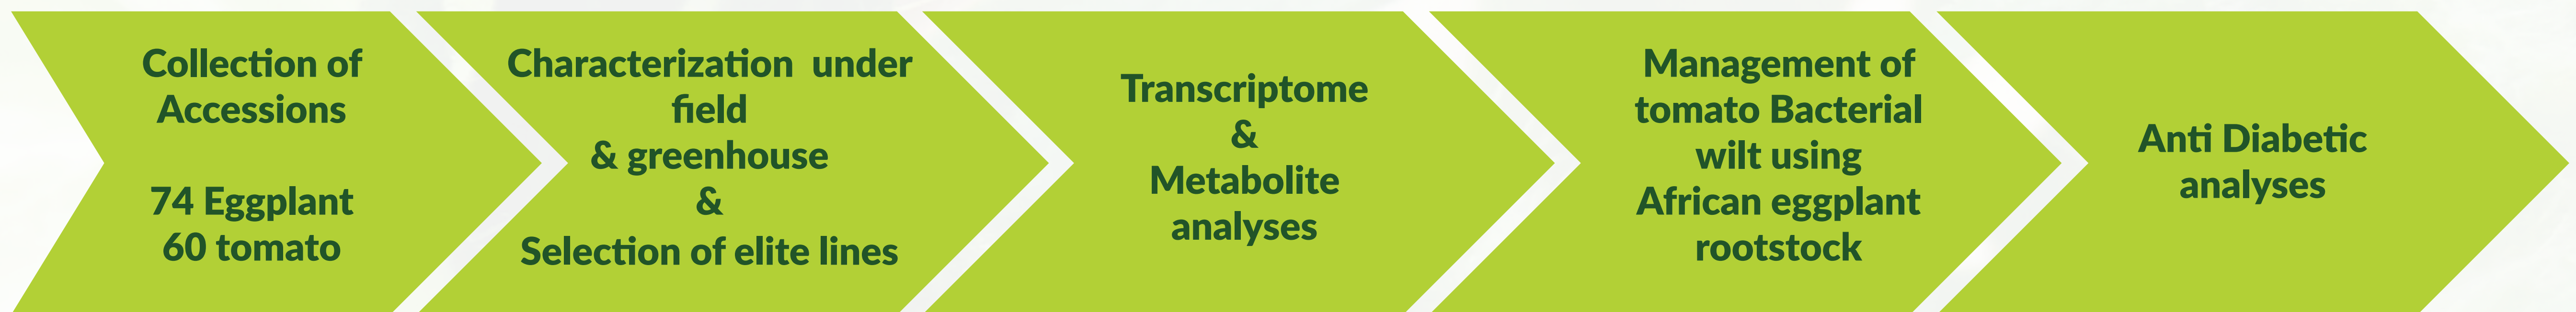 Collection of
Accessions
74 Eggplant
60 tomato
Characterization under
field
& greenhouse
&
Selection of elite lines
Transcriptome
&
Metabolite
analyses
Management of
tomato Bacterial
wilt using
African eggplant
rootstock
Anti Diabetic
analyses